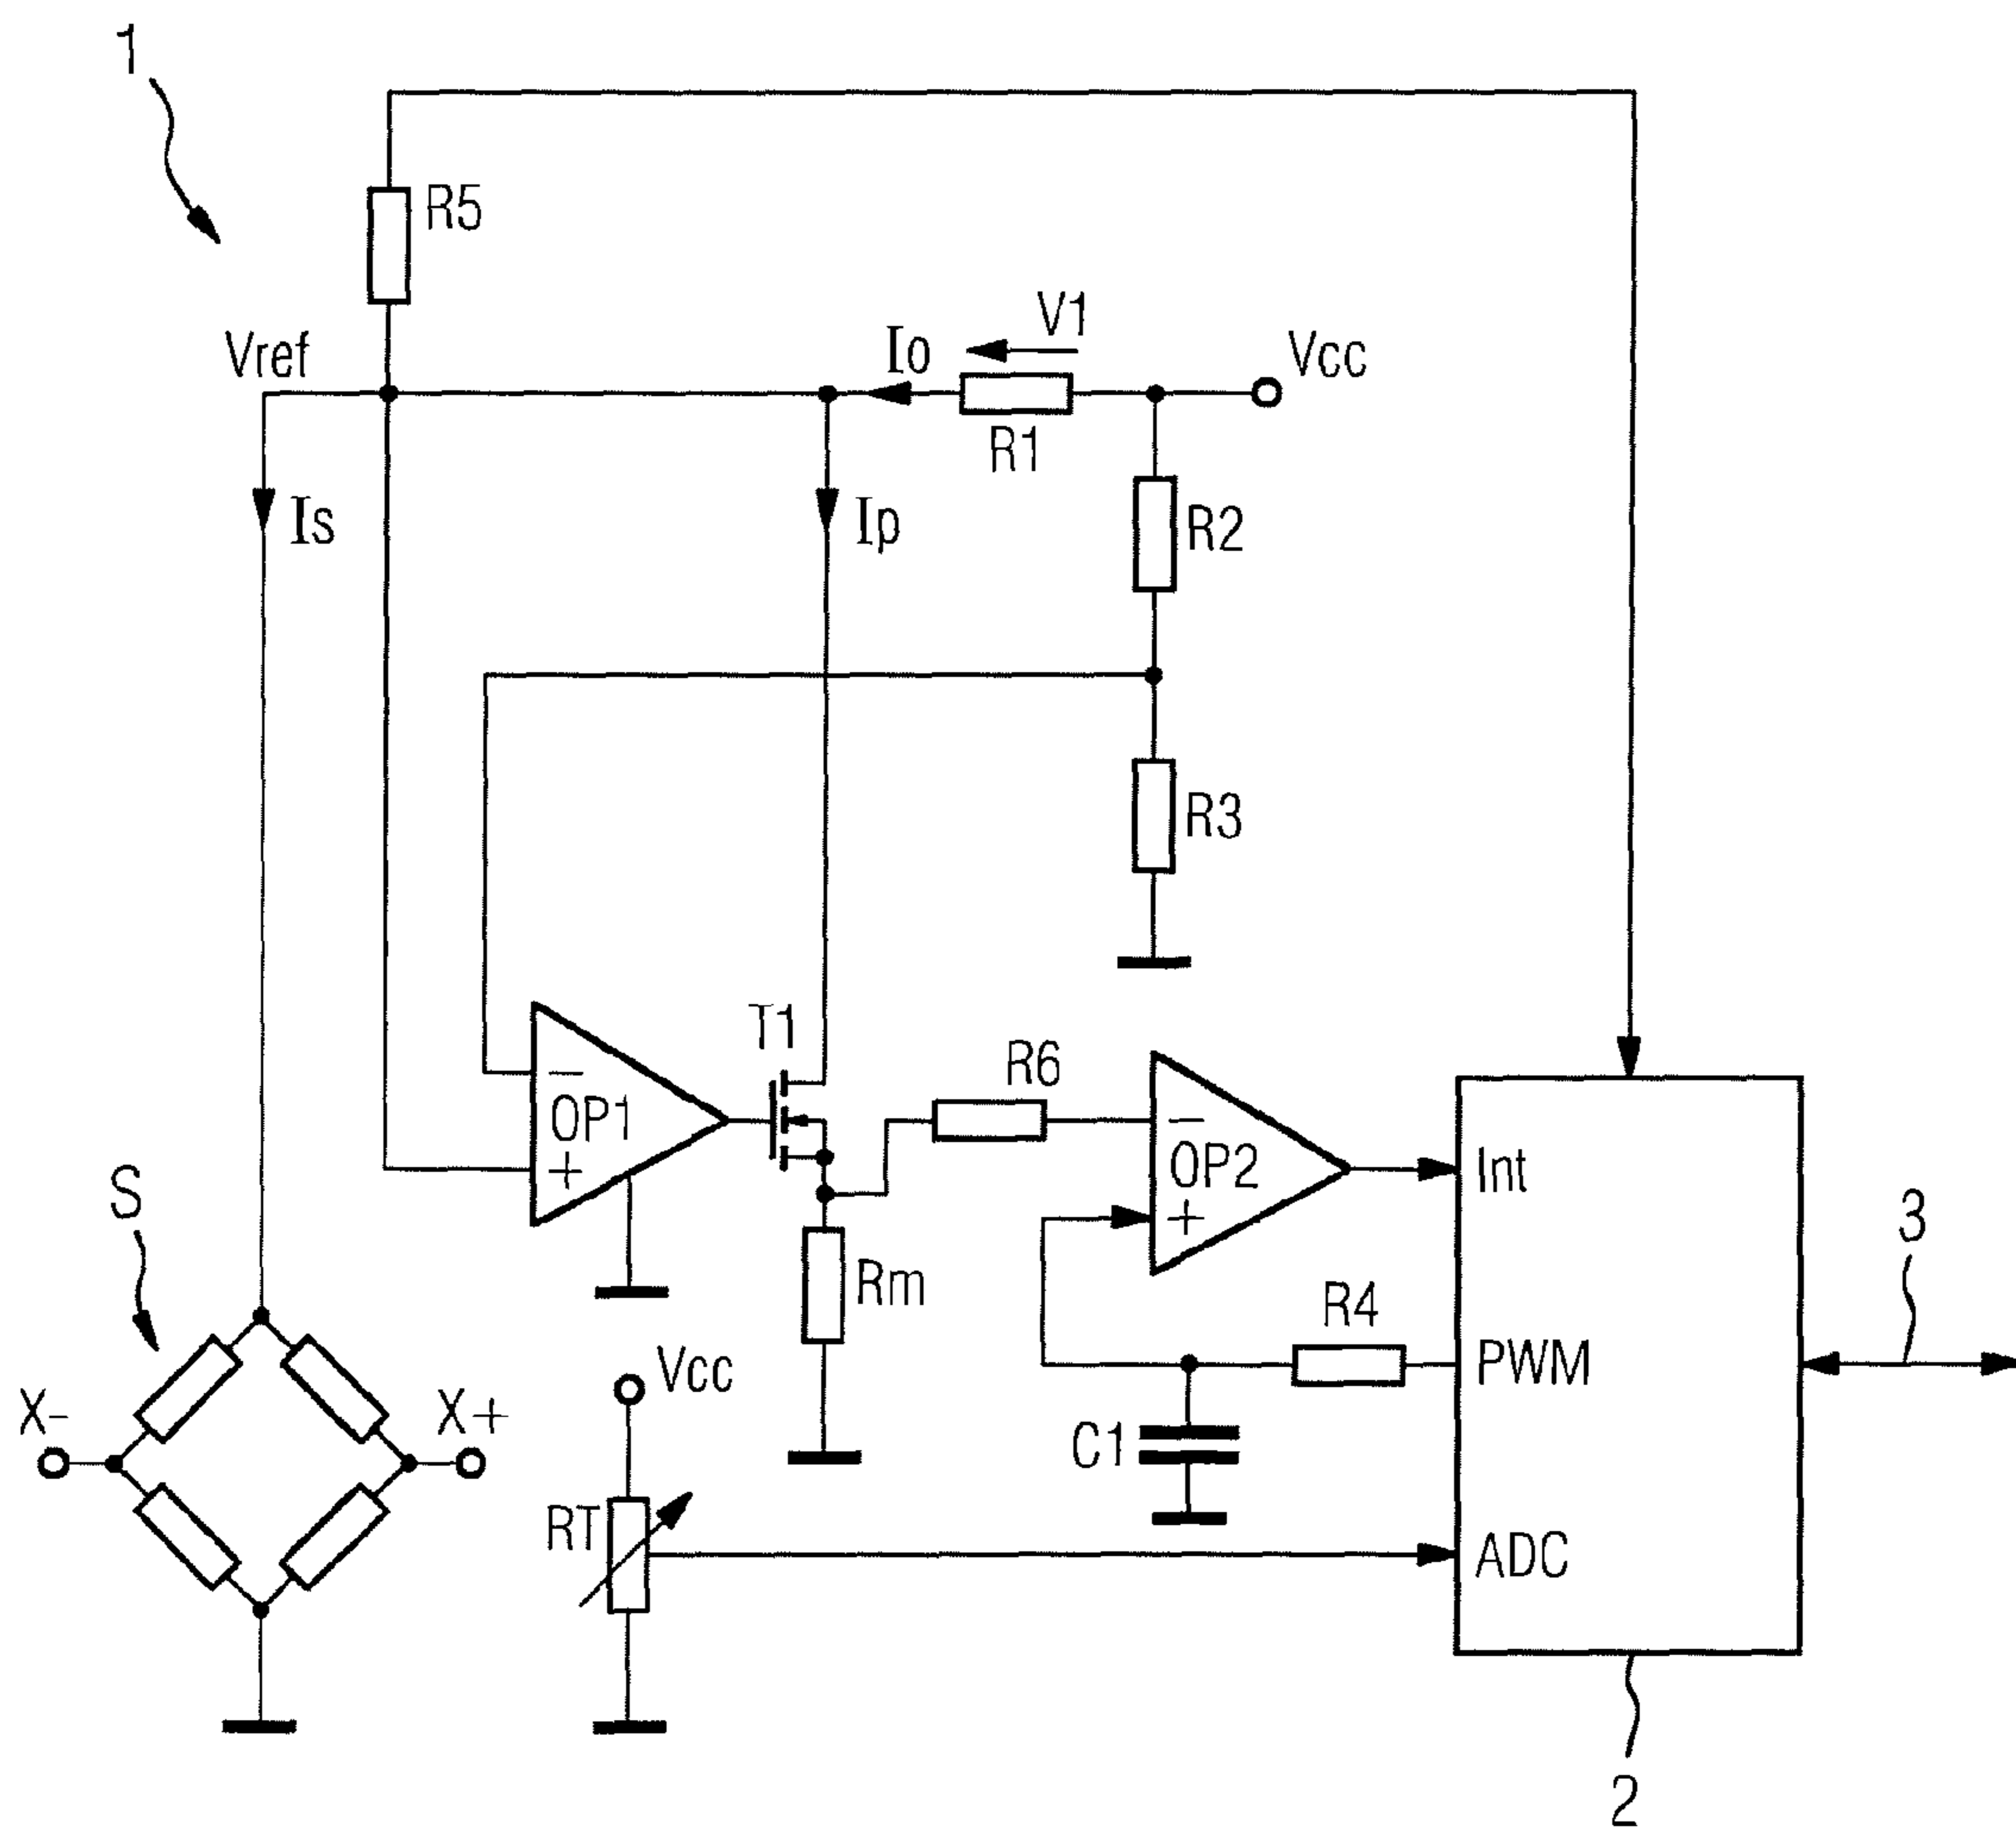 1
R5
V1
Vref
Io
Vcc
R1
Is
Ip
R2
R3
T1
R6
−
OP1
+
−
OP2
+
Int
S
Rm
3
R4
Vcc
PWM
X−
X+
C1
RT
ADC
2